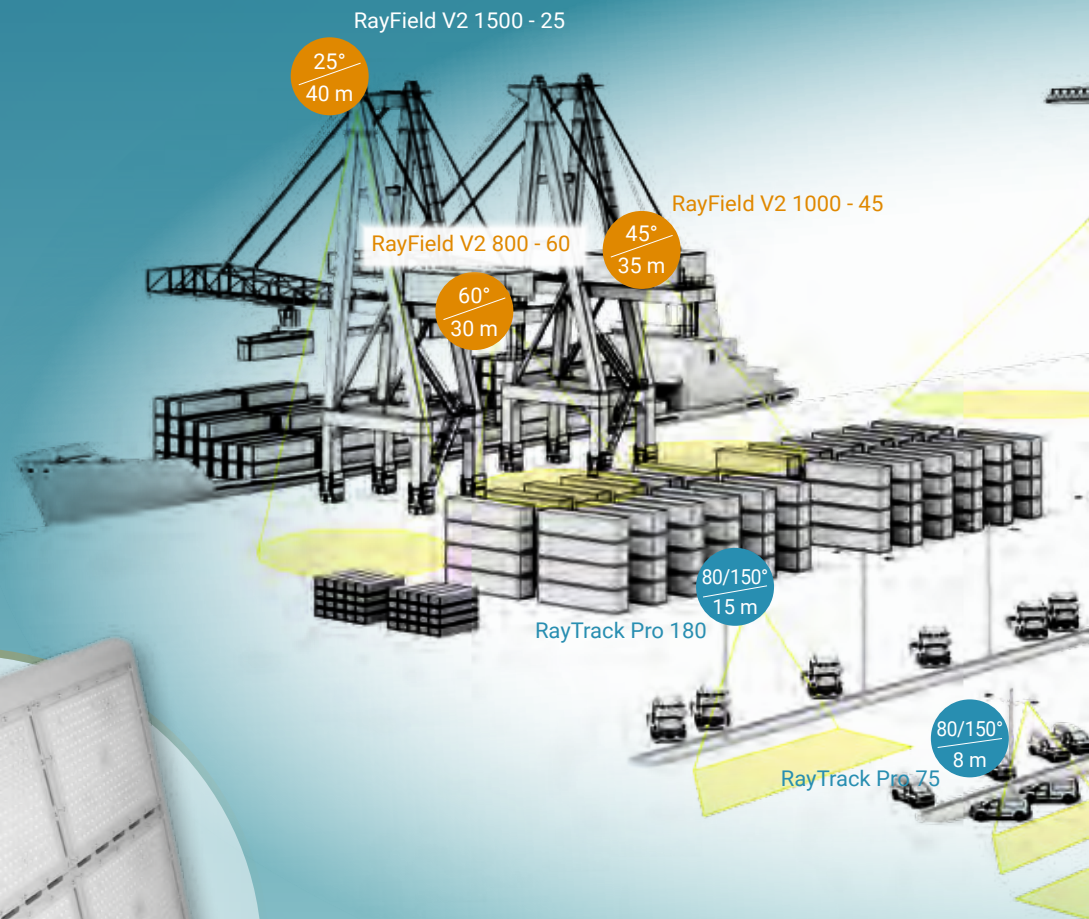 RayField V2 1500 - 25
25°
40 m
RayField V2 1000 - 45
45°
35 m
RayField V2 800 - 60
60°
30 m
80/150°
15 m
RayTrack Pro 180
80/150°
8 m
RayTrack Pro 75